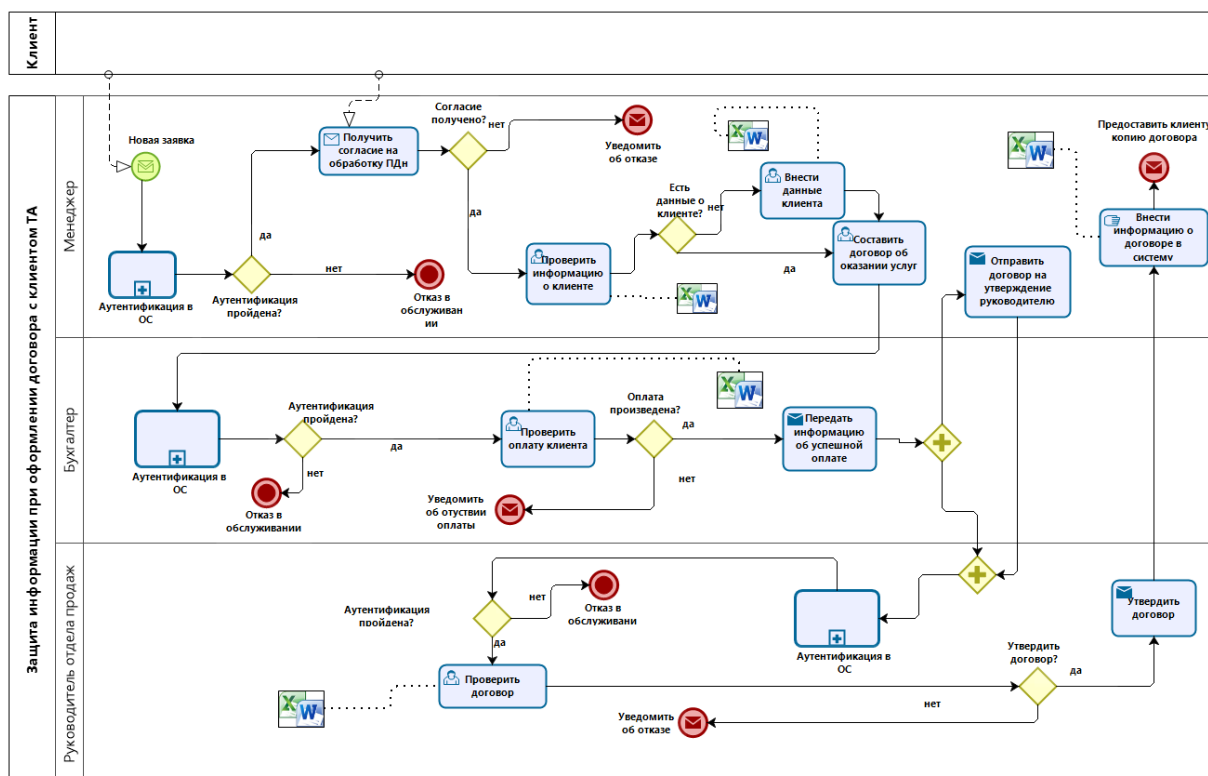 Клиент
Защита информации при оформлении договора с клиентом ТА
Менеджер
Новая заявка
Аутентификация в
ОС
Аутентификация
пройдена?
да
нет
Отказ в
обслуживан
ии
Получить
согласие на
обработку ПДн
Согласие
получено?
нет
Уведомить
об отказе
да
Проверить
информацию
о клиенте
Есть
данные о
клиенте?
нет
да
Внести
данные
клиента
Составить
договор об
оказании услуг
Отправить
договор на
утверждение
руководителю
Предоставить клиенту
копию договора
Внести
информацию о
договоре в
систему
X
W
X
W
X
W
Бухгалтер
Аутентификация в
ОС
Аутентификация
пройдена?
да
нет
Отказ в
обслуживании
Проверить
оплату клиента
Оплата
произведена?
да
нет
Уведомить
об отуствии
оплаты
Передать
информацию
об успешной
оплате
X
W
Руководитель отдела продаж
Аутентификация
пройдена?
нет
Отказ в
обслуживани
да
Аутентификация в
ОС
Проверить
договор
Утвердить
договор?
да
нет
Уведомить
об отказе
Утвердить
договор
X
W